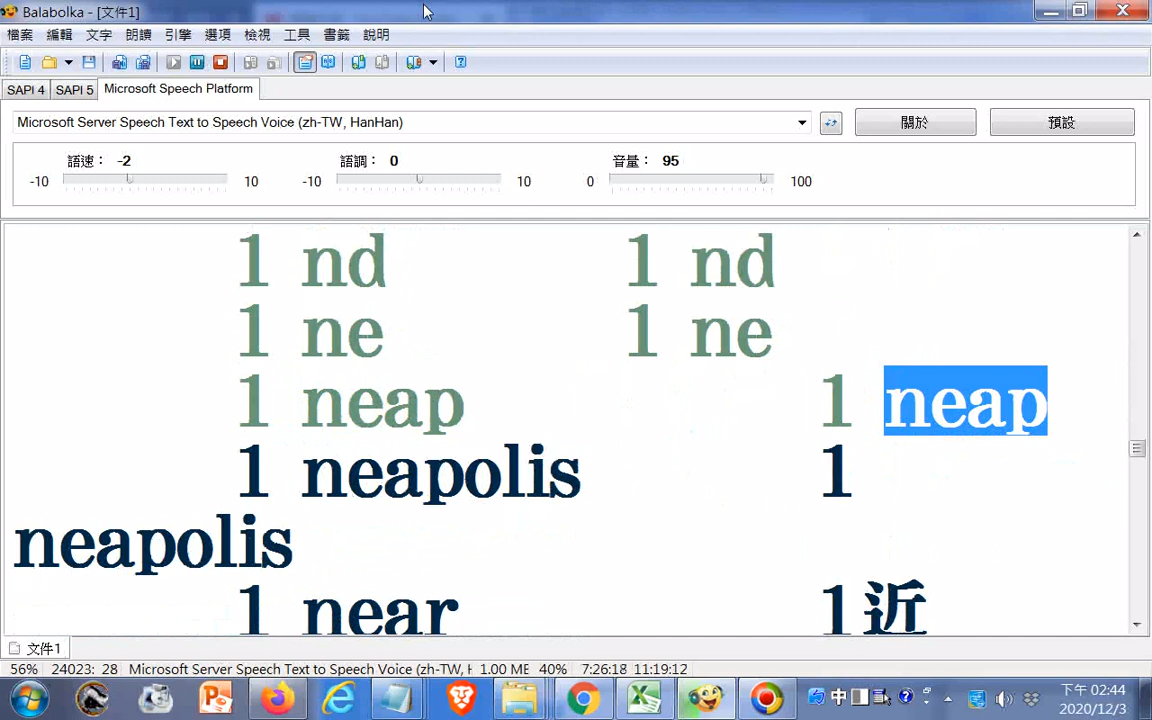 Balabolka - [文件1]
檔案 編輯 文字 朗讀 引擎 選項 檢視 工具 書籤 說明
SAPI 4 SAPI 5 Microsoft Speech Platform
Microsoft Server Speech Text to Speech Voice (zh-TW, HanHan) 關於 預設
語速： -2 語調： 0 音量： 95
-10 10 -10 10 0 100
1 nd 1 nd
1 ne 1 ne
1 neap 1 neap
1 neapolis 1
neapolis
1 near 1近
文件1
56% 24023: 28 Microsoft Server Speech Text to Speech Voice (zh-TW, H 1.00 ME 40% 7:26:18 11:19:12
中 下午 02:44
2020/12/3